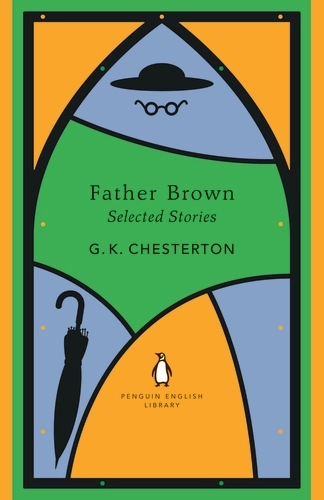 Father Brown
Selected Stories
G. K. CHESTERTON
PENGUIN ENGLISH
LIBRARY